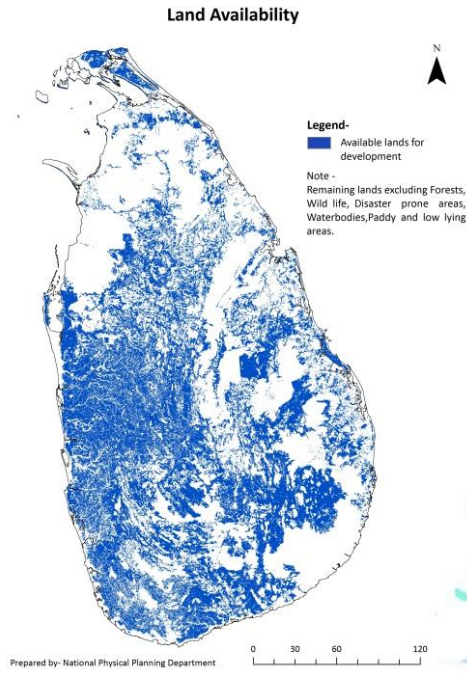 Land Availability
N
Legend-
Available lands for
development
Note -
Remaining lands excluding Forests,
Wild life, Disaster prone areas,
Waterbodies,Paddy and low lying
areas.
Prepared by- National Physical Planning Department
0 30 60 120